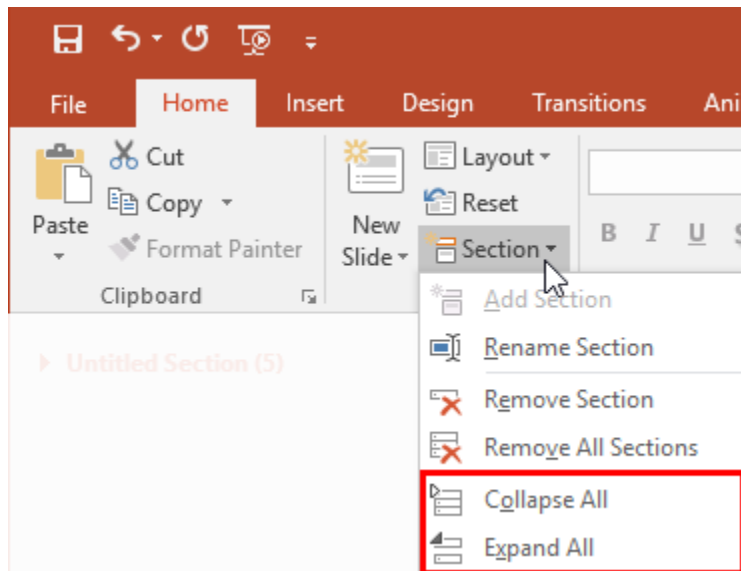 File Home Insert Design Transitions Ani
Cut
Layout
Copy
Reset
Paste
New
B I U S
Format Painter
Slide
Section
Clipboard
Add Section
Rename Section
Untitled Section (5)
Remove Section
Remove All Sections
Collapse All
Expand All